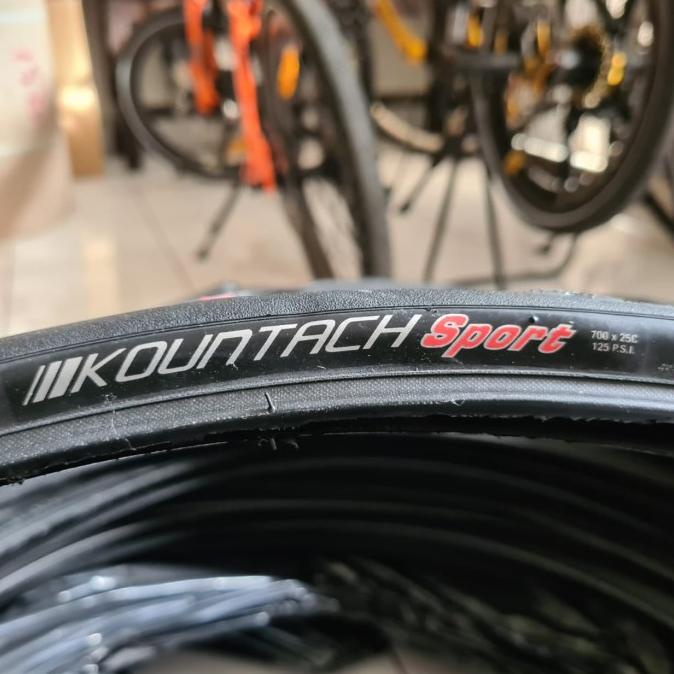 KOUNTACH Sport
700 x 25C
125 P.S.I.